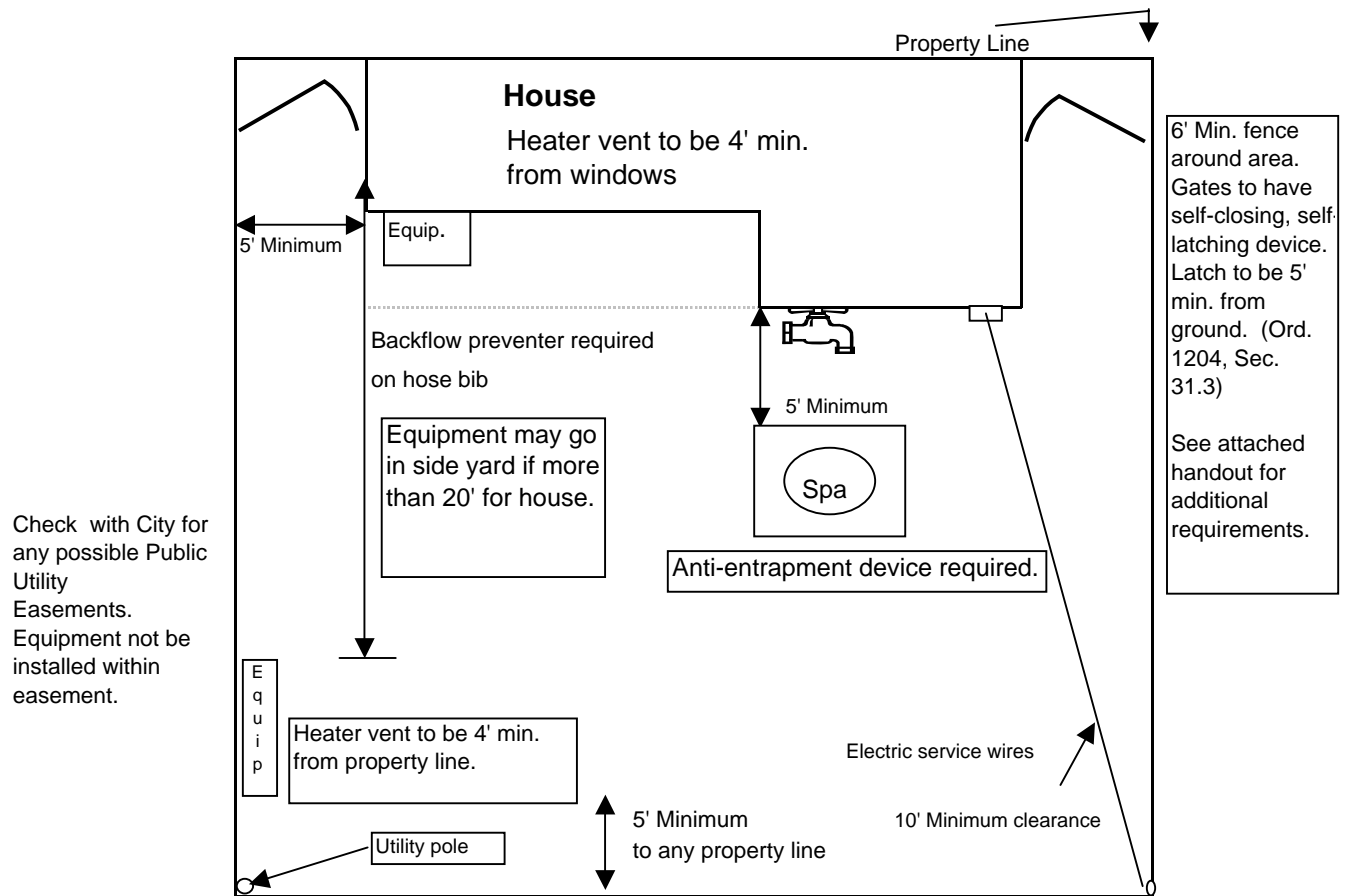 Property Line
House
Heater vent to be 4' min.
from windows
6' Min. fence
around area.
Gates to have
self-closing, self-
latching device.
Latch to be 5'
min. from
ground. (Ord.
1204, Sec.
31.3)
See attached
handout for
additional
requirements.
5' Minimum
Equip.
Backflow preventer required
on hose bib
5' Minimum
Equipment may go
in side yard if more
than 20' for house.
Spa
Anti-entrapment device required.
Check with City for
any possible Public
Utility
Easements.
Equipment not be
installed within
easement.
E
q
u
i
p
Heater vent to be 4' min.
from property line.
Electric service wires
5' Minimum
to any property line
10' Minimum clearance
Utility pole